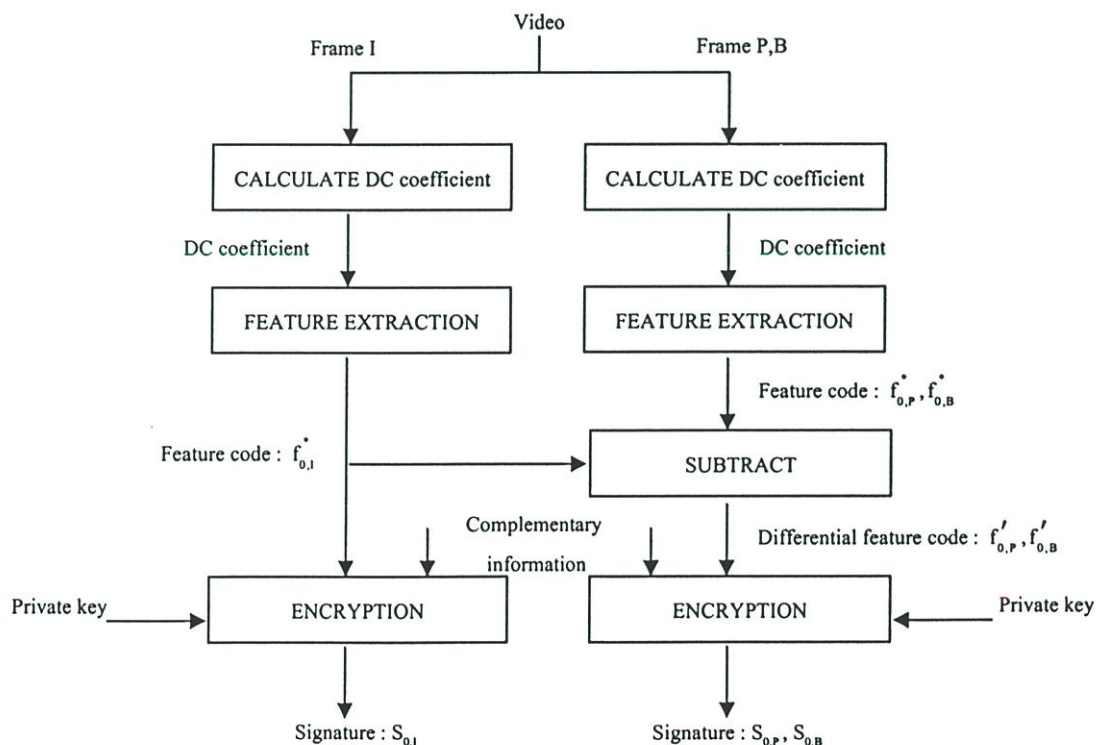 Video
Frame I
Frame P,B
CALCULATE DC coefficient
CALCULATE DC coefficient
DC coefficient
DC coefficient
FEATURE EXTRACTION
FEATURE EXTRACTION
Feature code : f*0,P , f*0,B
Feature code : f*0,I
SUBTRACT
Complementary
information
Differential feature code : f′0,P , f′0,B
Private key
ENCRYPTION
ENCRYPTION
Private key
Signature : S0,I
Signature : S0,P, S0,B